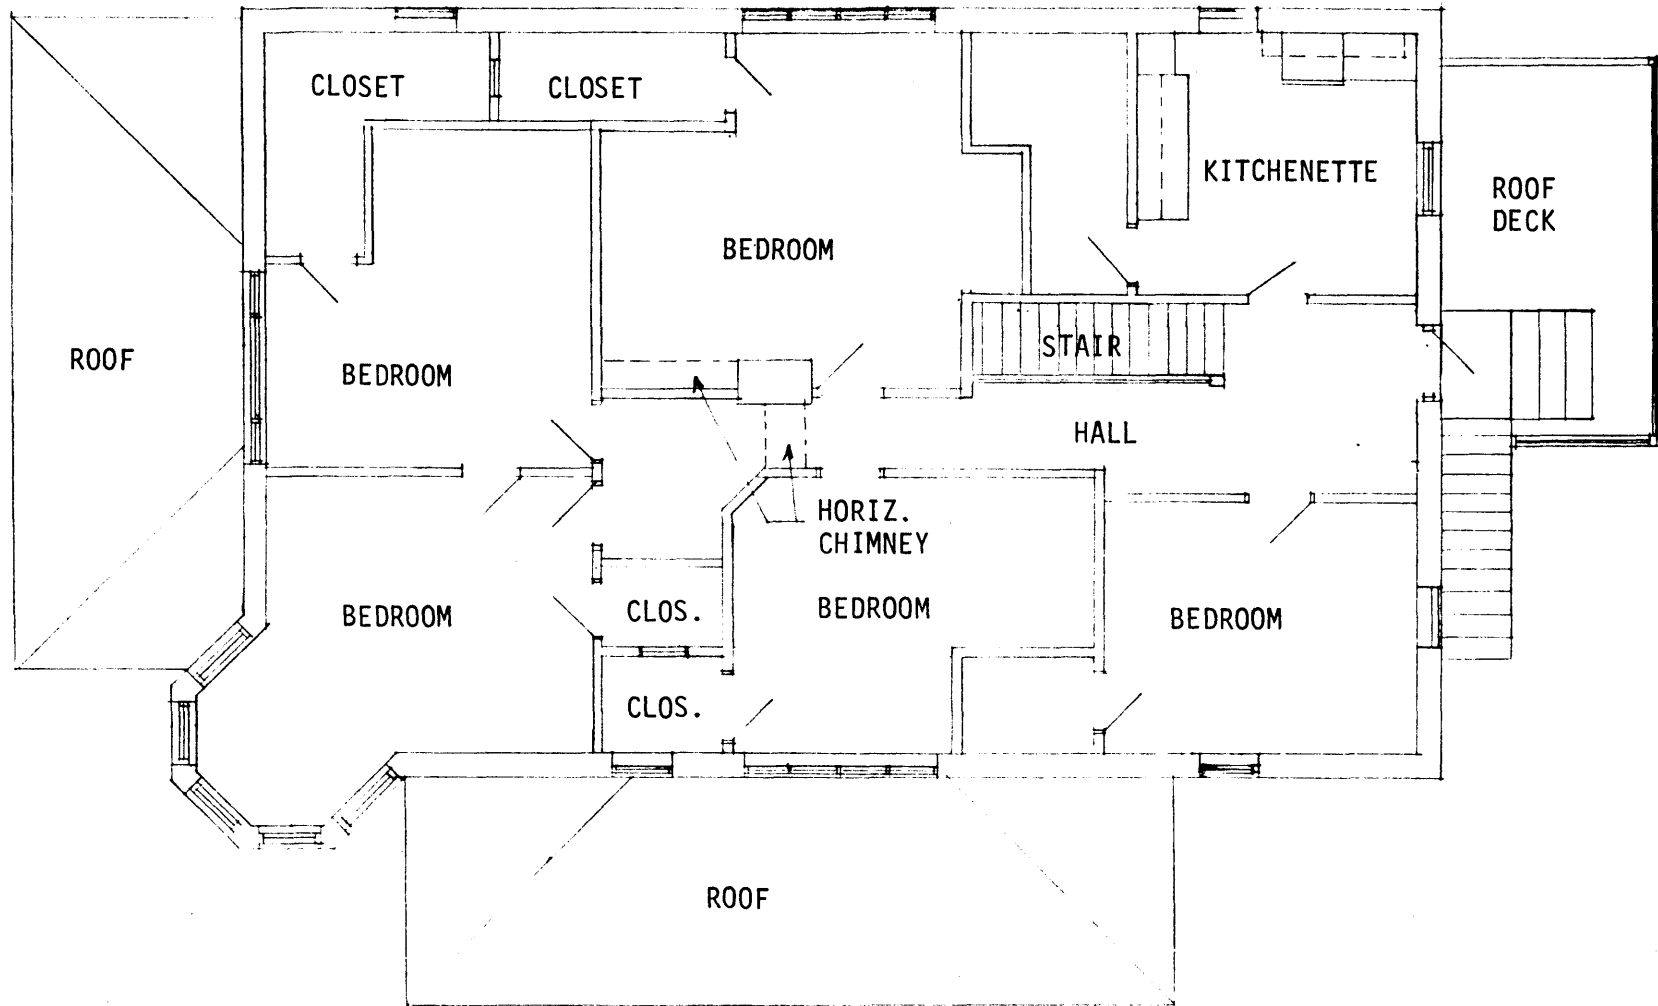 CLOSET
CLOSET
KITCHENETTE
ROOF
DECK
BEDROOM
ROOF
BEDROOM
STAIR
HALL
HORIZ.
CHIMNEY
BEDROOM
CLOS.
BEDROOM
BEDROOM
CLOS.
ROOF